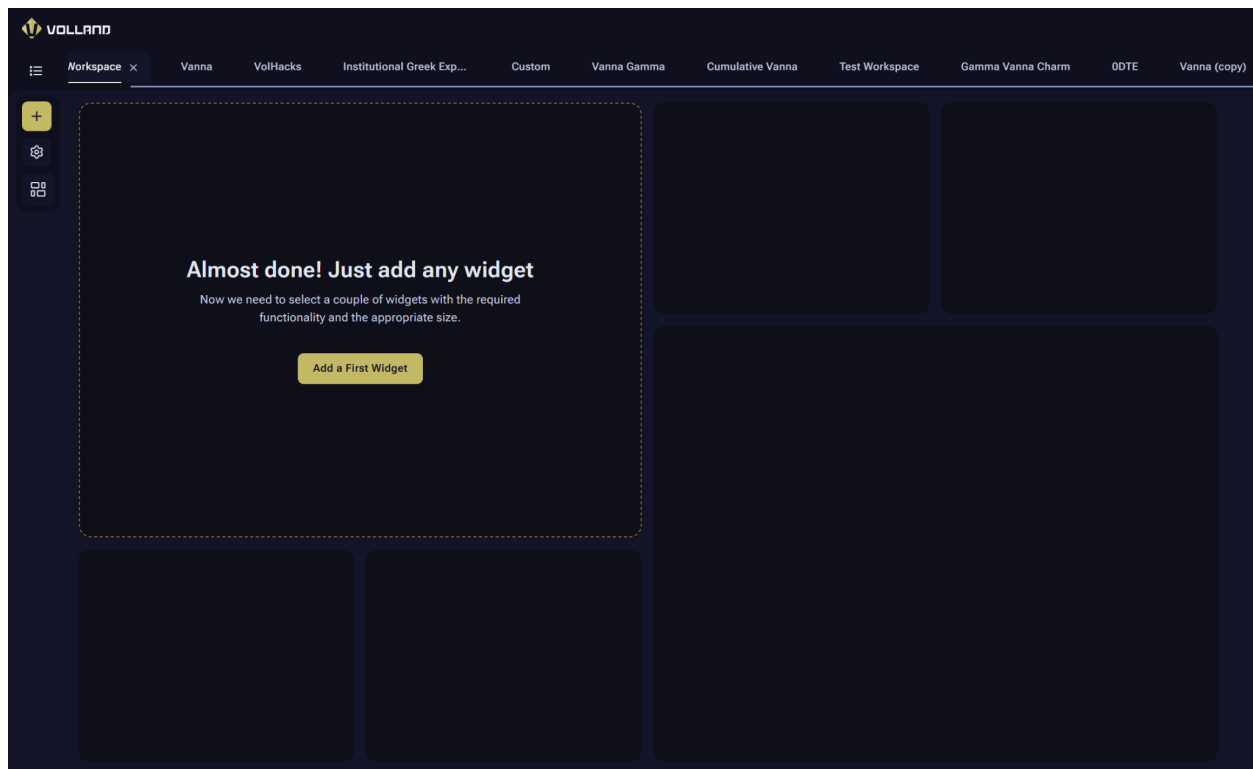 VOLLAND
Workspace
Vanna
VolHacks
Institutional Greek Exp...
Custom
Vanna Gamma
Cumulative Vanna
Test Workspace
Gamma Vanna Charm
0DTE
Vanna (copy)
Almost done! Just add any widget
Now we need to select a couple of widgets with the required
functionality and the appropriate size.
Add a First Widget